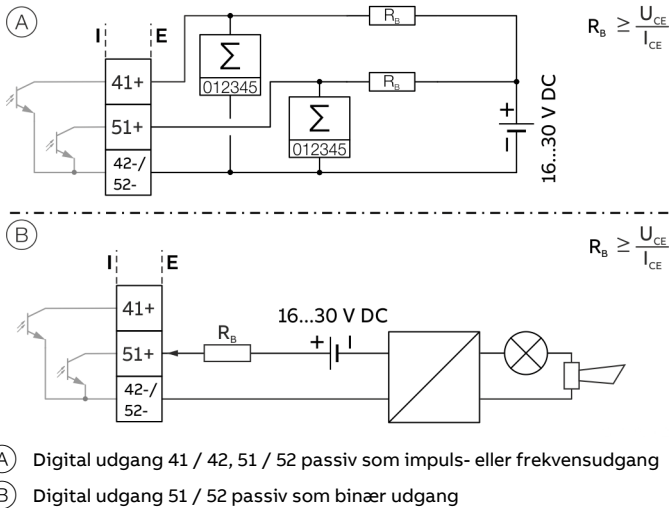 A
I E
R_B
R_B ≥ U_CE / I_CE
Σ
012345
41+
R_B
Σ
012345
51+
+
−
16...30 V DC
42-/
52-
B
R_B ≥ U_CE / I_CE
I E
41+
16...30 V DC
R_B
+ −
51+
42-/
52-
A Digital udgang 41 / 42, 51 / 52 passiv som impuls- eller frekvensudgang
B Digital udgang 51 / 52 passiv som binær udgang